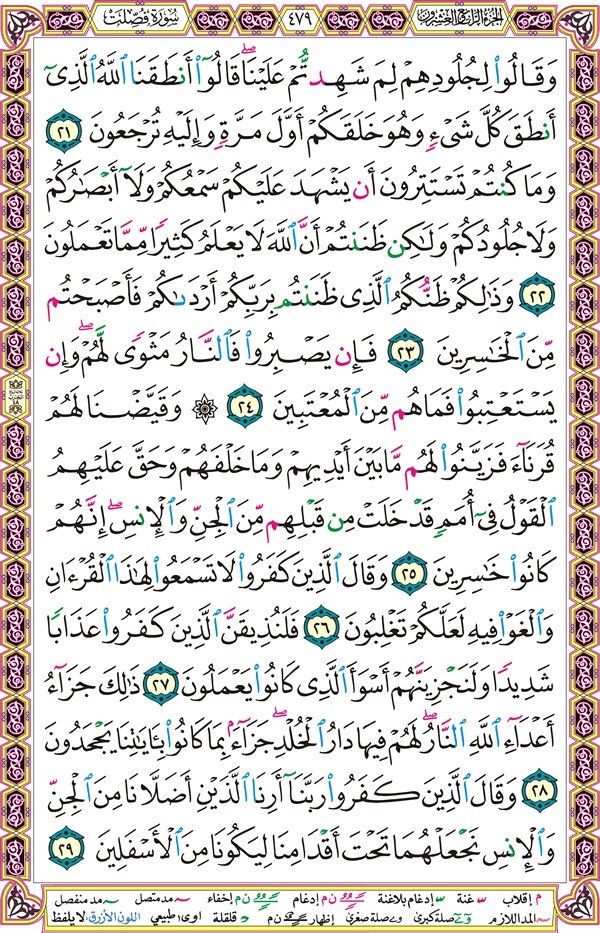 سُورَةُ فُصِّلَتْ ٤٧٩ الجزء الرابع والعشرون
وَقَالُوا۟ لِجُلُودِهِمْ لِمَ شَهِدتُّمْ عَلَيْنَا ۖ قَالُوٓا۟ أَنطَقَنَا ٱللَّهُ ٱلَّذِىٓ
أَنطَقَ كُلَّ شَىْءٍ وَهُوَ خَلَقَكُمْ أَوَّلَ مَرَّةٍ وَإِلَيْهِ تُرْجَعُونَ ٢١
وَمَا كُنتُمْ تَسْتَتِرُونَ أَن يَشْهَدَ عَلَيْكُمْ سَمْعُكُمْ وَلَآ أَبْصَٰرُكُمْ
وَلَا جُلُودُكُمْ وَلَٰكِن ظَنَنتُمْ أَنَّ ٱللَّهَ لَا يَعْلَمُ كَثِيرًا مِّمَّا تَعْمَلُونَ
٢٢ وَذَٰلِكُمْ ظَنُّكُمُ ٱلَّذِى ظَنَنتُم بِرَبِّكُمْ أَرْدَىٰكُمْ فَأَصْبَحْتُم
مِّنَ ٱلْخَٰسِرِينَ ٢٣ فَإِن يَصْبِرُوا۟ فَٱلنَّارُ مَثْوًى لَّهُمْ ۖ وَإِن
يَسْتَعْتِبُوا۟ فَمَا هُم مِّنَ ٱلْمُعْتَبِينَ ٢٤ ۞ وَقَيَّضْنَا لَهُمْ
قُرَنَآءَ فَزَيَّنُوا۟ لَهُم مَّا بَيْنَ أَيْدِيهِمْ وَمَا خَلْفَهُمْ وَحَقَّ عَلَيْهِمُ
ٱلْقَوْلُ فِىٓ أُمَمٍ قَدْ خَلَتْ مِن قَبْلِهِم مِّنَ ٱلْجِنِّ وَٱلْإِنسِ ۖ إِنَّهُمْ
كَانُوا۟ خَٰسِرِينَ ٢٥ وَقَالَ ٱلَّذِينَ كَفَرُوا۟ لَا تَسْمَعُوا۟ لِهَٰذَا ٱلْقُرْءَانِ
وَٱلْغَوْا۟ فِيهِ لَعَلَّكُمْ تَغْلِبُونَ ٢٦ فَلَنُذِيقَنَّ ٱلَّذِينَ كَفَرُوا۟ عَذَابًا
شَدِيدًا وَلَنَجْزِيَنَّهُمْ أَسْوَأَ ٱلَّذِى كَانُوا۟ يَعْمَلُونَ ٢٧ ذَٰلِكَ جَزَآءُ
أَعْدَآءِ ٱللَّهِ ٱلنَّارُ ۖ لَهُمْ فِيهَا دَارُ ٱلْخُلْدِ ۖ جَزَآءًۢ بِمَا كَانُوا۟ بِـَٔايَٰتِنَا يَجْحَدُونَ
٢٨ وَقَالَ ٱلَّذِينَ كَفَرُوا۟ رَبَّنَآ أَرِنَا ٱلَّذَيْنِ أَضَلَّانَا مِنَ ٱلْجِنِّ
وَٱلْإِنسِ نَجْعَلْهُمَا تَحْتَ أَقْدَامِنَا لِيَكُونَا مِنَ ٱلْأَسْفَلِينَ ٢٩
م إقلاب غنة إدغام بلاغنة ن م إدغام ن م إخفاء مد متصل مد منفصل
المد اللازم صلة كبرى صلة صغرى إظهار ن م قلقلة اوى طبيعي اللون الأزرق: لا يلفظ